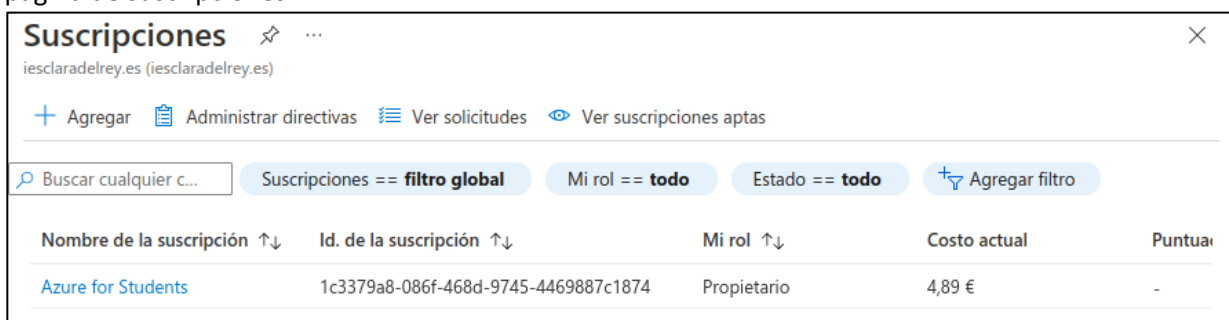 Suscripciones ...
iesclaradelrey.es (iesclaradelrey.es)
Agregar Administrar directivas Ver solicitudes Ver suscripciones aptas
Buscar cualquier c... Suscripciones == filtro global Mi rol == todo Estado == todo Agregar filtro
Nombre de la suscripción Id. de la suscripción Mi rol Costo actual
Azure for Students 1c3379a8-086f-468d-9745-4469887c1874 Propietario 4,89 € -